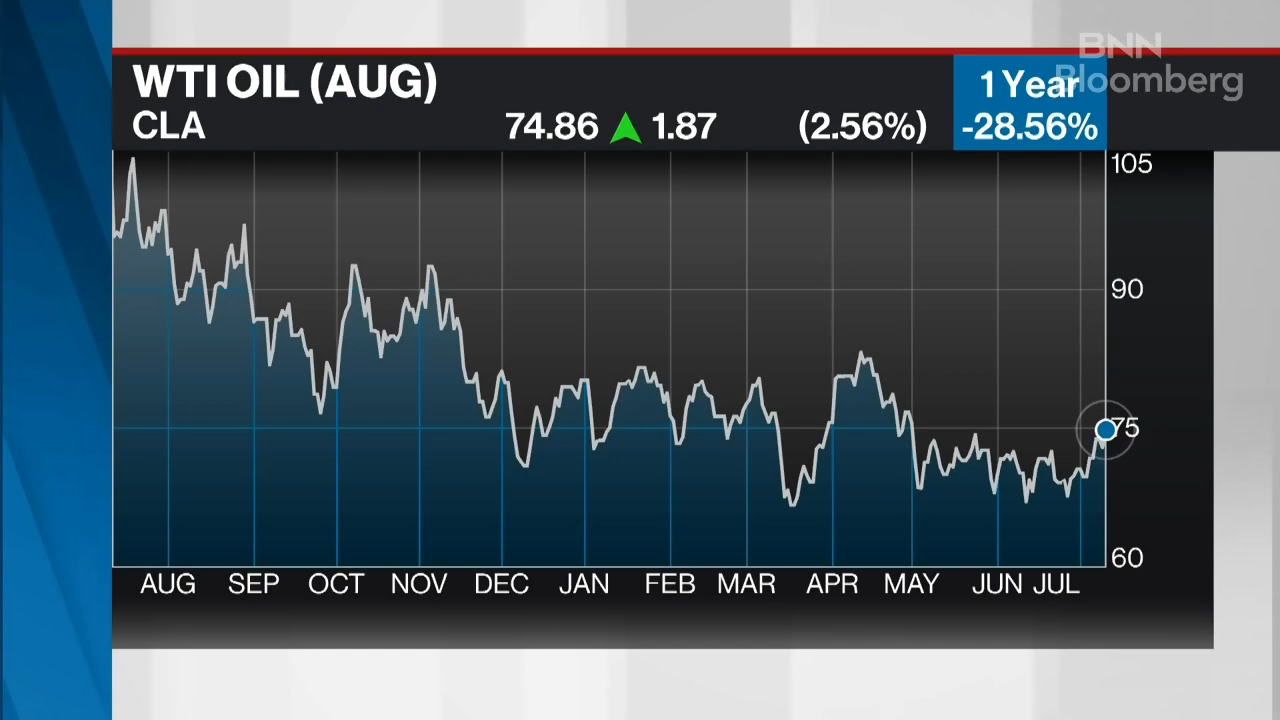 BNN
Bloomberg
WTI OIL (AUG)
1 Year
CLA
74.86 ▲ 1.87 (2.56%)
-28.56%
105
90
75
60
AUG SEP OCT NOV DEC JAN FEB MAR APR MAY JUN JUL